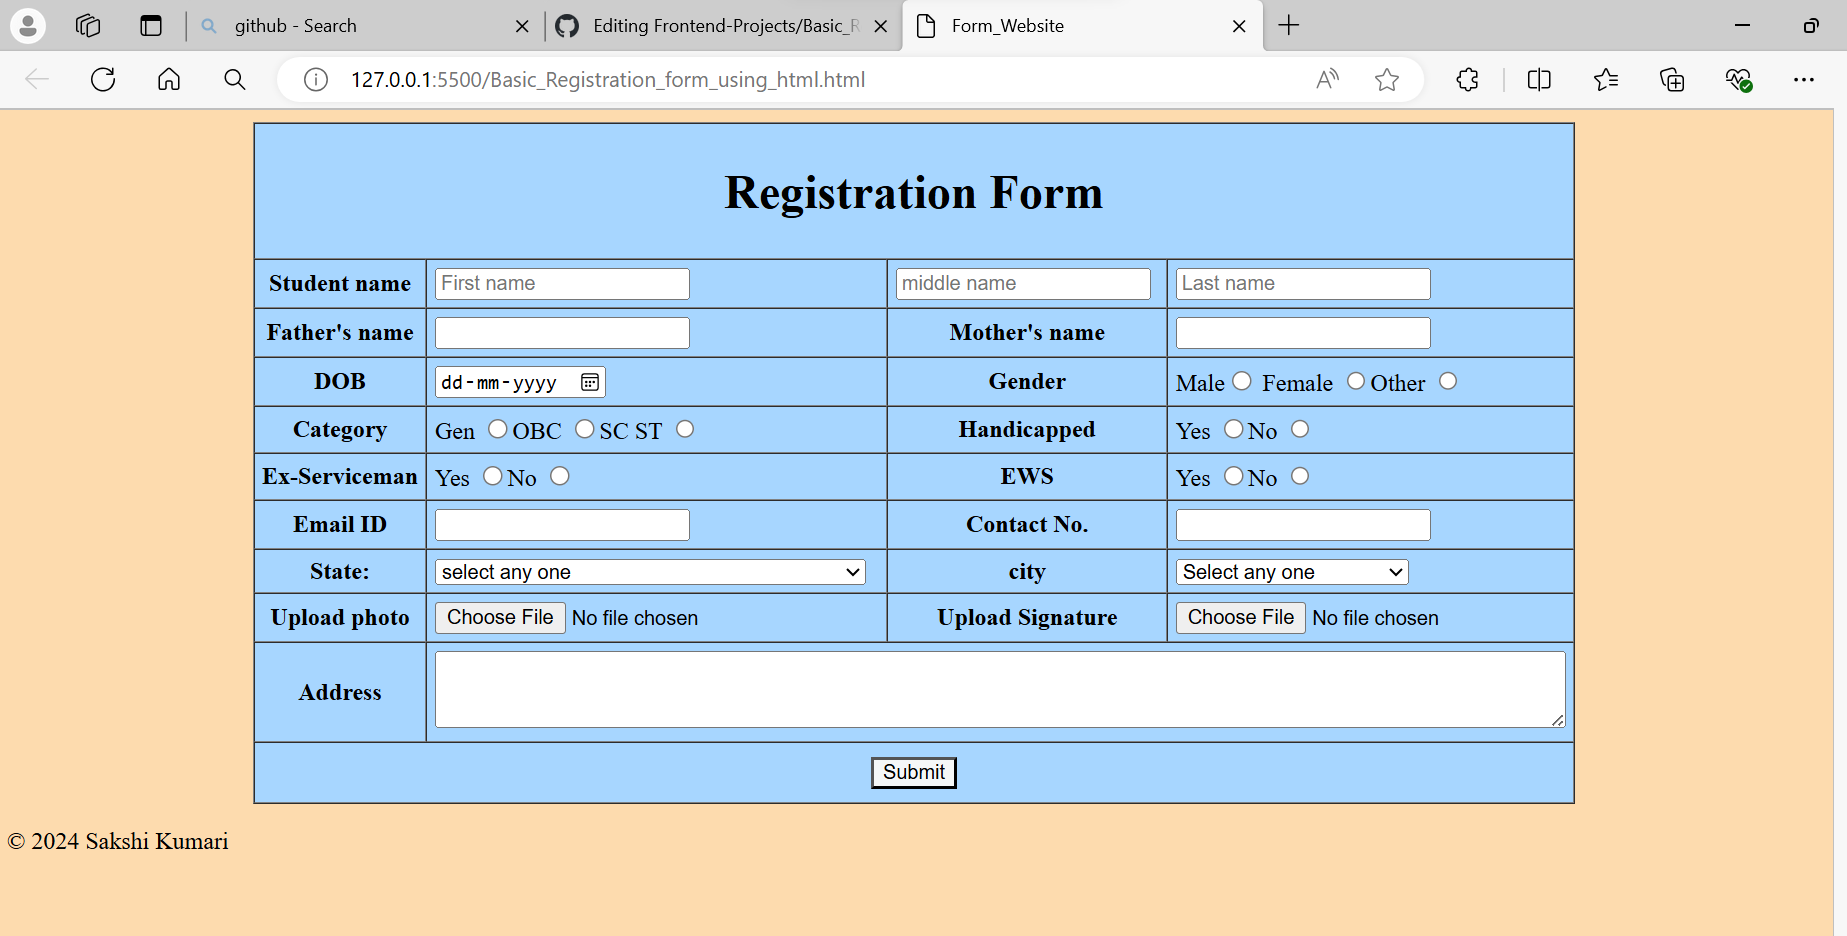 github - Search
Editing Frontend-Projects/Basic_R
Form_Website
127.0.0.1:5500/Basic_Registration_form_using_html.html
Registration Form
Student name First name middle name Last name
Father's name Mother's name
DOB dd-mm-yyyy Gender Male Female Other
Category Gen OBC SC ST Handicapped Yes No
Ex-Serviceman Yes No EWS Yes No
Email ID Contact No.
State: select any one city Select any one
Upload photo Choose File No file chosen Upload Signature Choose File No file chosen
Address
Submit
© 2024 Sakshi Kumari